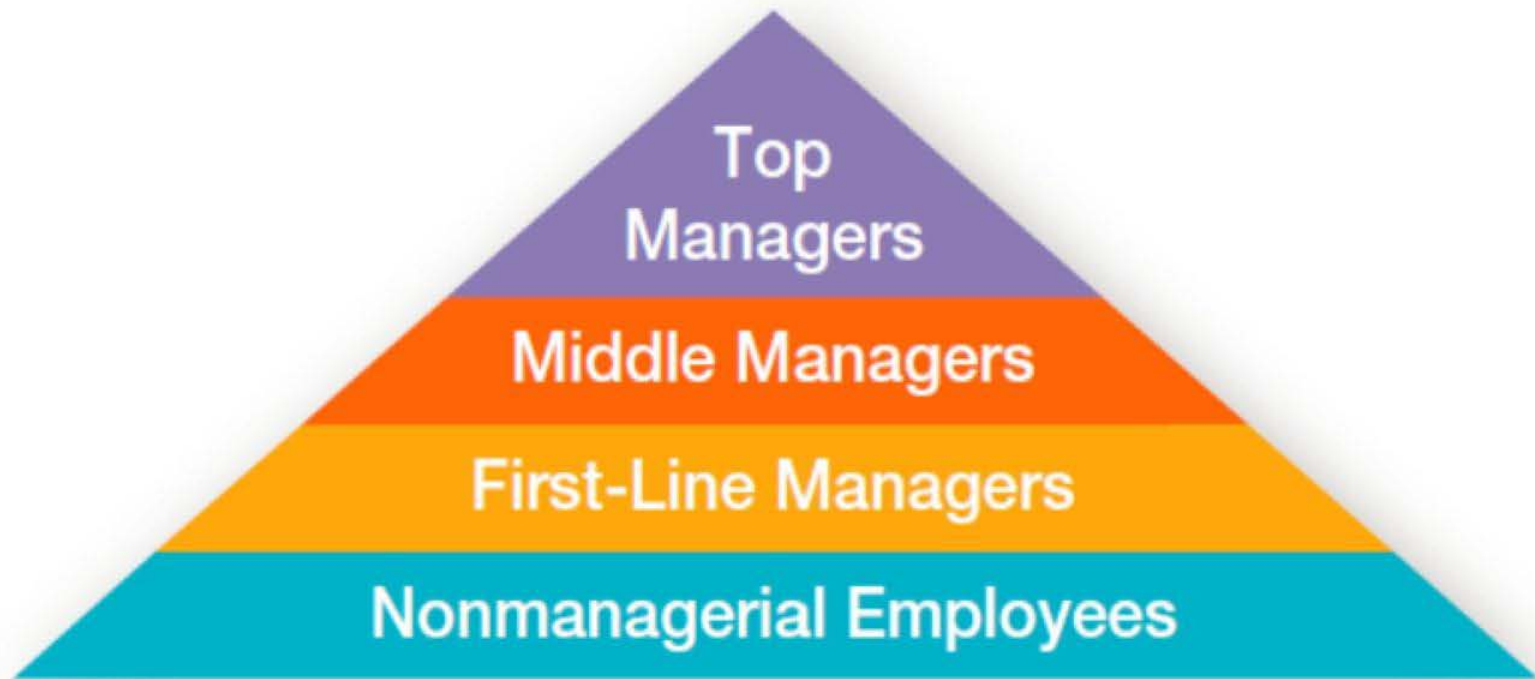 Top
Managers
Middle Managers
First-Line Managers
Nonmanagerial Employees